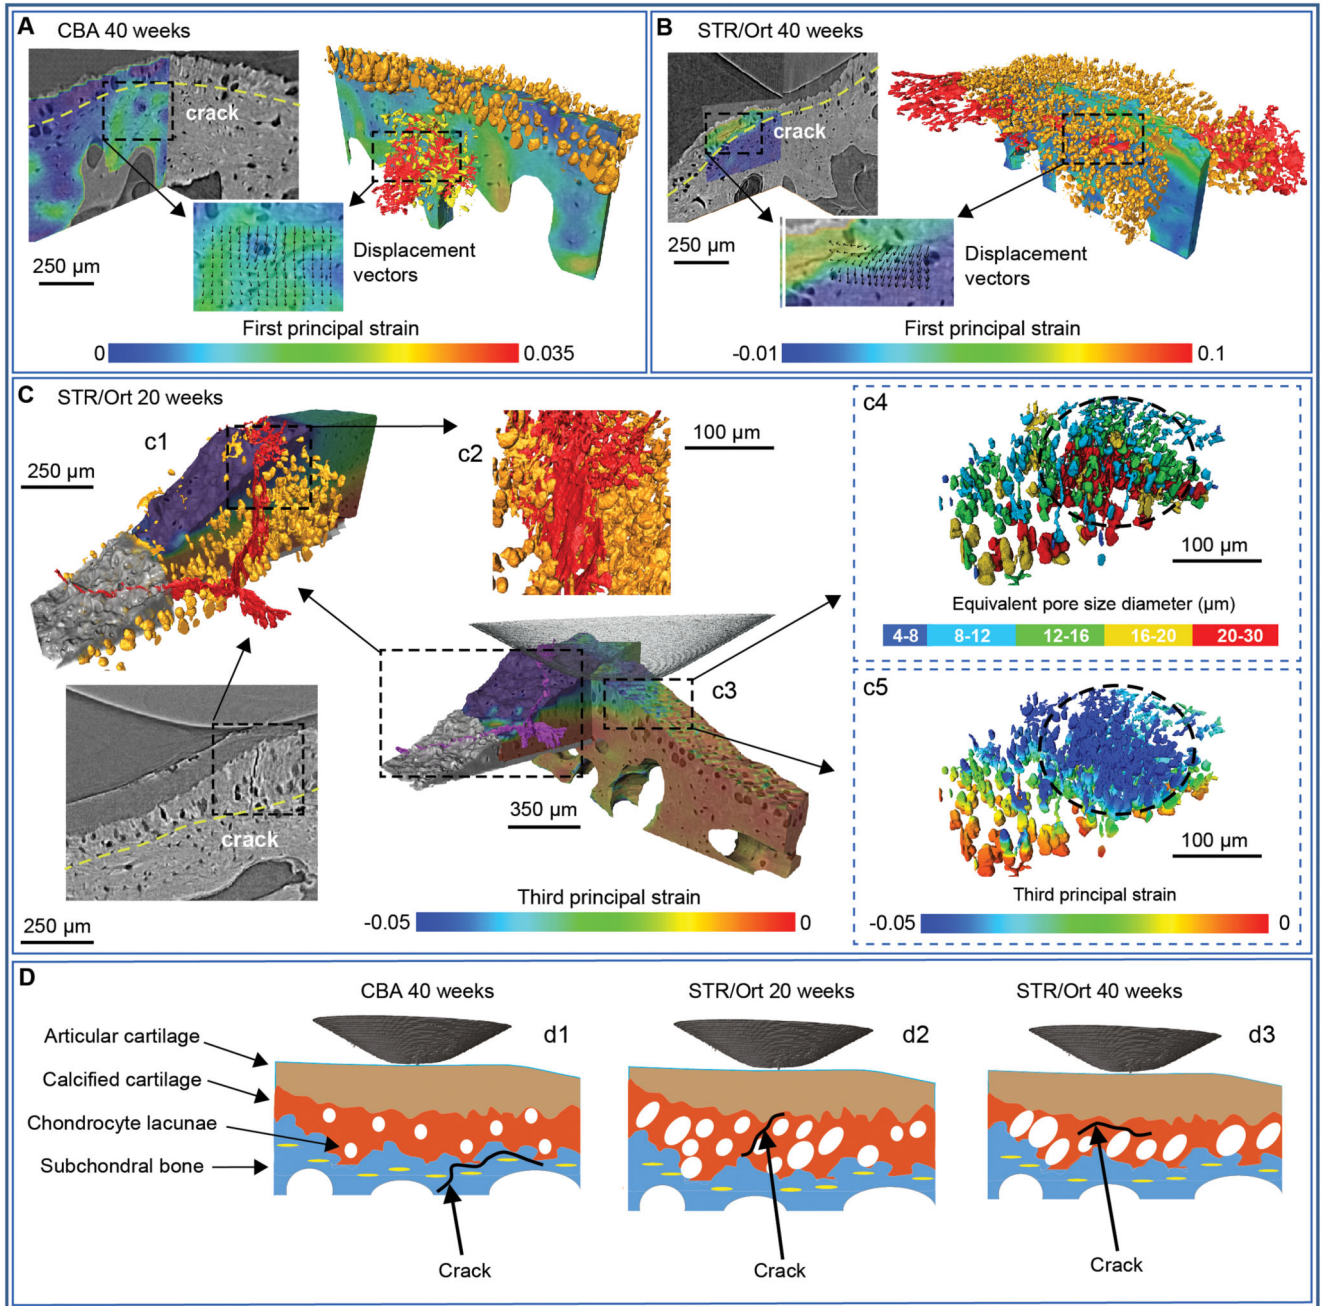 A CBA 40 weeks
crack
250 µm
Displacement
vectors
First principal strain
0 0.035
B STR/Ort 40 weeks
crack
250 µm
Displacement
vectors
First principal strain
-0.01 0.1
C STR/Ort 20 weeks
c1
250 µm
c2
100 µm
crack
250 µm
c3
350 µm
Third principal strain
-0.05 0
c4
100 µm
Equivalent pore size diameter (µm)
4-8 8-12 12-16 16-20 20-30
c5
100 µm
Third principal strain
-0.05 0
D
CBA 40 weeks STR/Ort 20 weeks STR/Ort 40 weeks
d1 d2 d3
Articular cartilage
Calcified cartilage
Chondrocyte lacunae
Subchondral bone
Crack Crack Crack